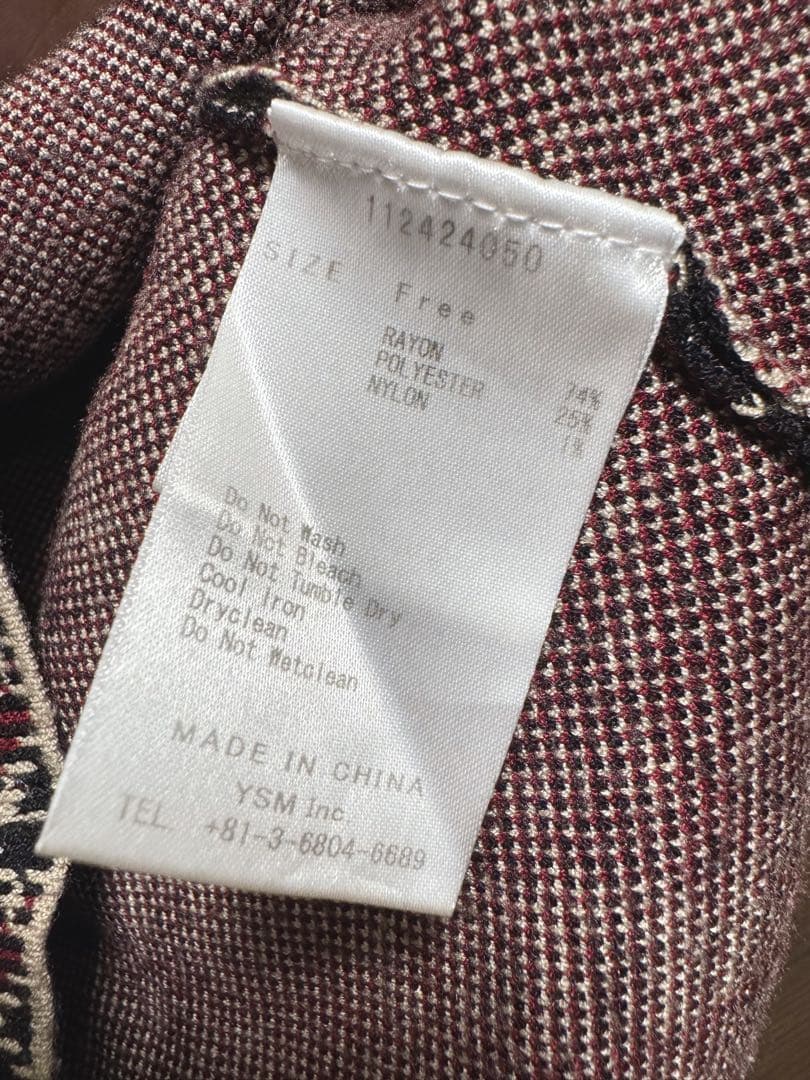 112424050
SIZE Free
RAYON 74%
POLYESTER 25%
NYLON 1%
Do Not Wash
Do Not Bleach
Do Not Tumble Dry
Cool Iron
Dryclean
Do Not Wetclean
MADE IN CHINA
YSM Inc
TEL. +81-3-6804-6689